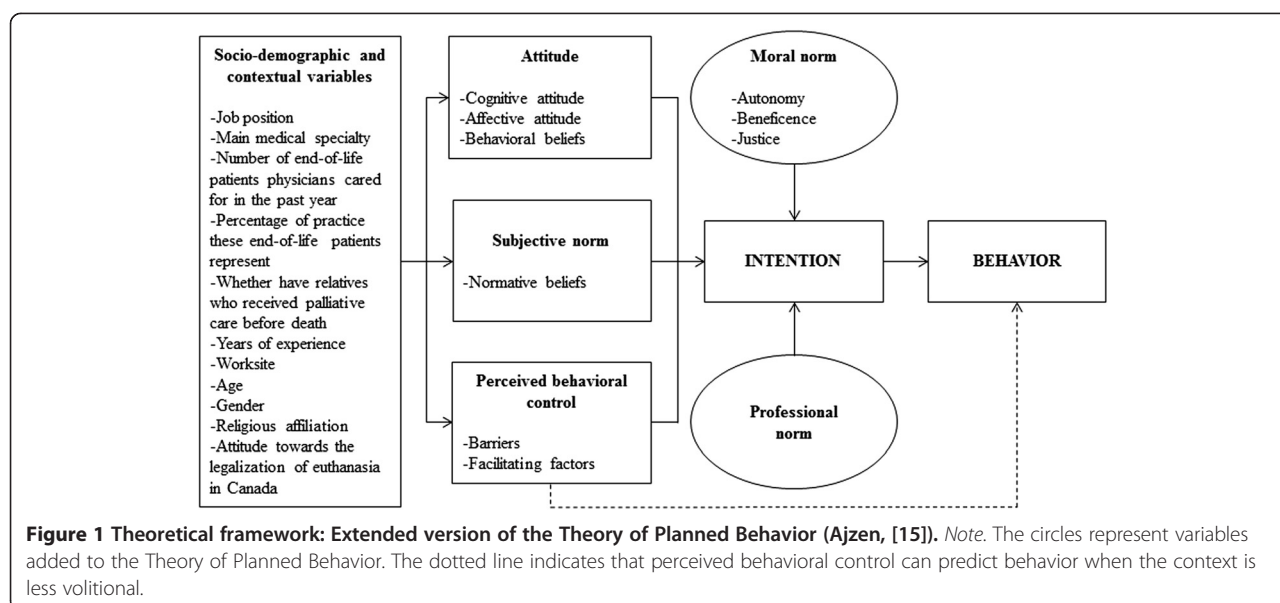 Socio-demographic and
contextual variables
-Job position
-Main medical specialty
-Number of end-of-life
patients physicians cared
for in the past year
-Percentage of practice
these end-of-life patients
represent
-Whether have relatives
who received palliative
care before death
-Years of experience
-Worksite
-Age
-Gender
-Religious affiliation
-Attitude towards the
legalization of euthanasia
in Canada
Attitude
-Cognitive attitude
-Affective attitude
-Behavioral beliefs
Subjective norm
-Normative beliefs
Perceived behavioral
control
-Barriers
-Facilitating factors
Moral norm
-Autonomy
-Beneficence
-Justice
INTENTION
BEHAVIOR
Professional
norm
Figure 1 Theoretical framework: Extended version of the Theory of Planned Behavior (Ajzen, [15]). Note. The circles represent variables
added to the Theory of Planned Behavior. The dotted line indicates that perceived behavioral control can predict behavior when the context is
less volitional.